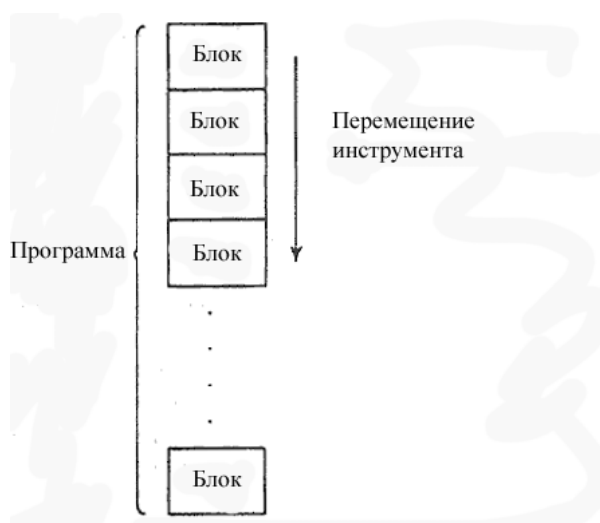 Блок
Блок
Перемещение
инструмента
Блок
Программа
Блок
Блок